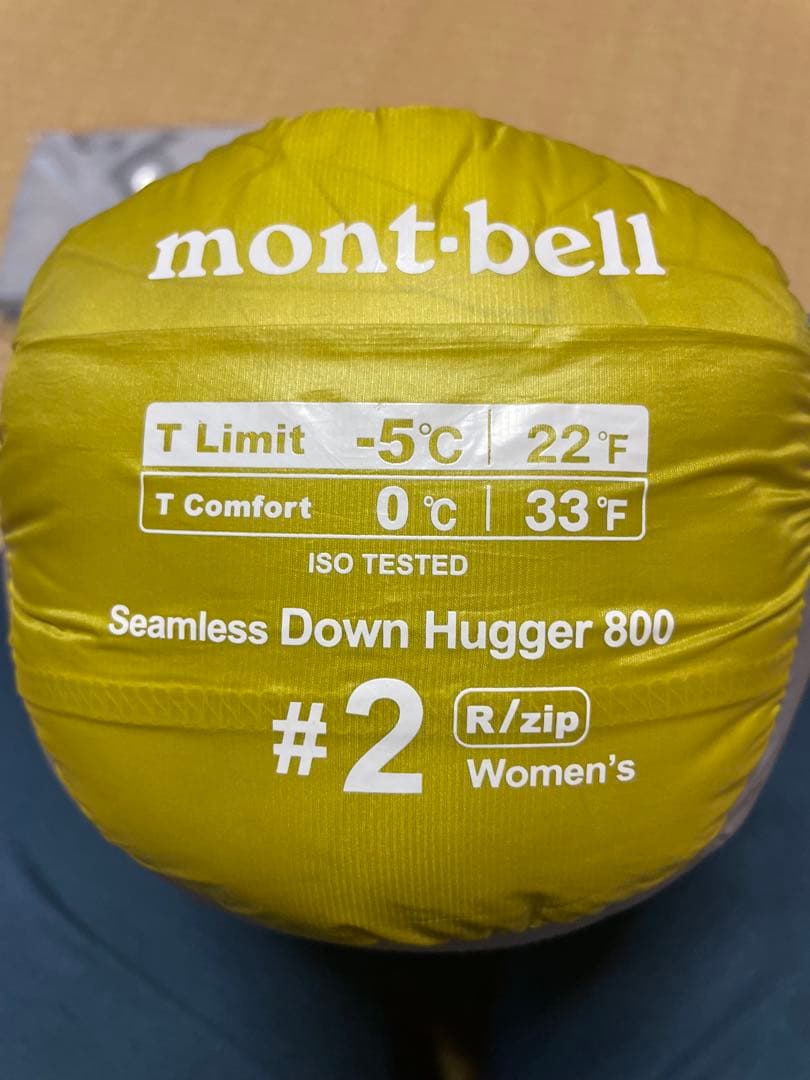 mont-bell
T Limit -5℃ 22°F
T Comfort 0℃ 33°F
ISO TESTED
Seamless Down Hugger 800
#2 R/zip
Women's